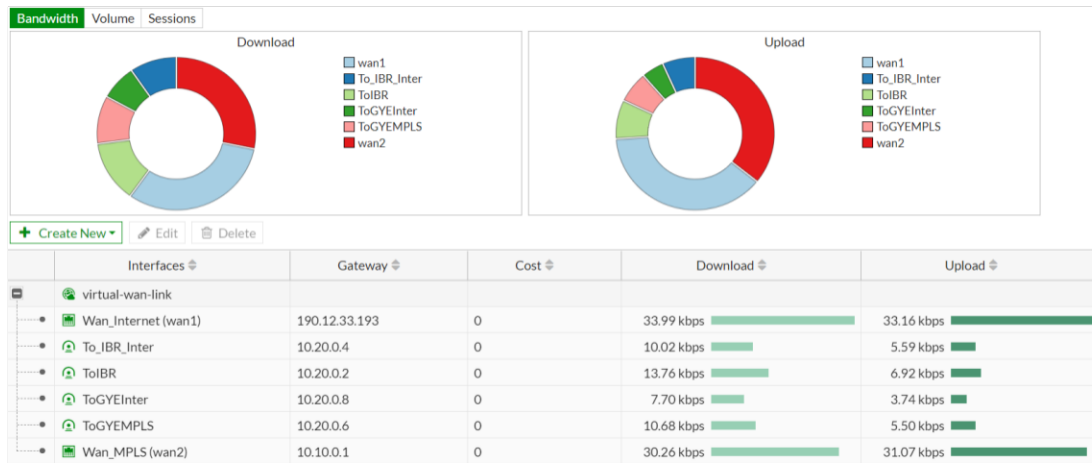 Bandwidth Volume Sessions
Download
wan1
To_IBR_Inter
ToIBR
ToGYEInter
ToGYEMPLS
wan2
Upload
wan1
To_IBR_Inter
ToIBR
ToGYEInter
ToGYEMPLS
wan2
+ Create New Edit Delete
Interfaces Gateway Cost Download Upload
virtual-wan-link
Wan_Internet (wan1) 190.12.33.193 0 33.99 kbps 33.16 kbps
To_IBR_Inter 10.20.0.4 0 10.02 kbps 5.59 kbps
ToIBR 10.20.0.2 0 13.76 kbps 6.92 kbps
ToGYEInter 10.20.0.8 0 7.70 kbps 3.74 kbps
ToGYEMPLS 10.20.0.6 0 10.68 kbps 5.50 kbps
Wan_MPLS (wan2) 10.10.0.1 0 30.26 kbps 31.07 kbps